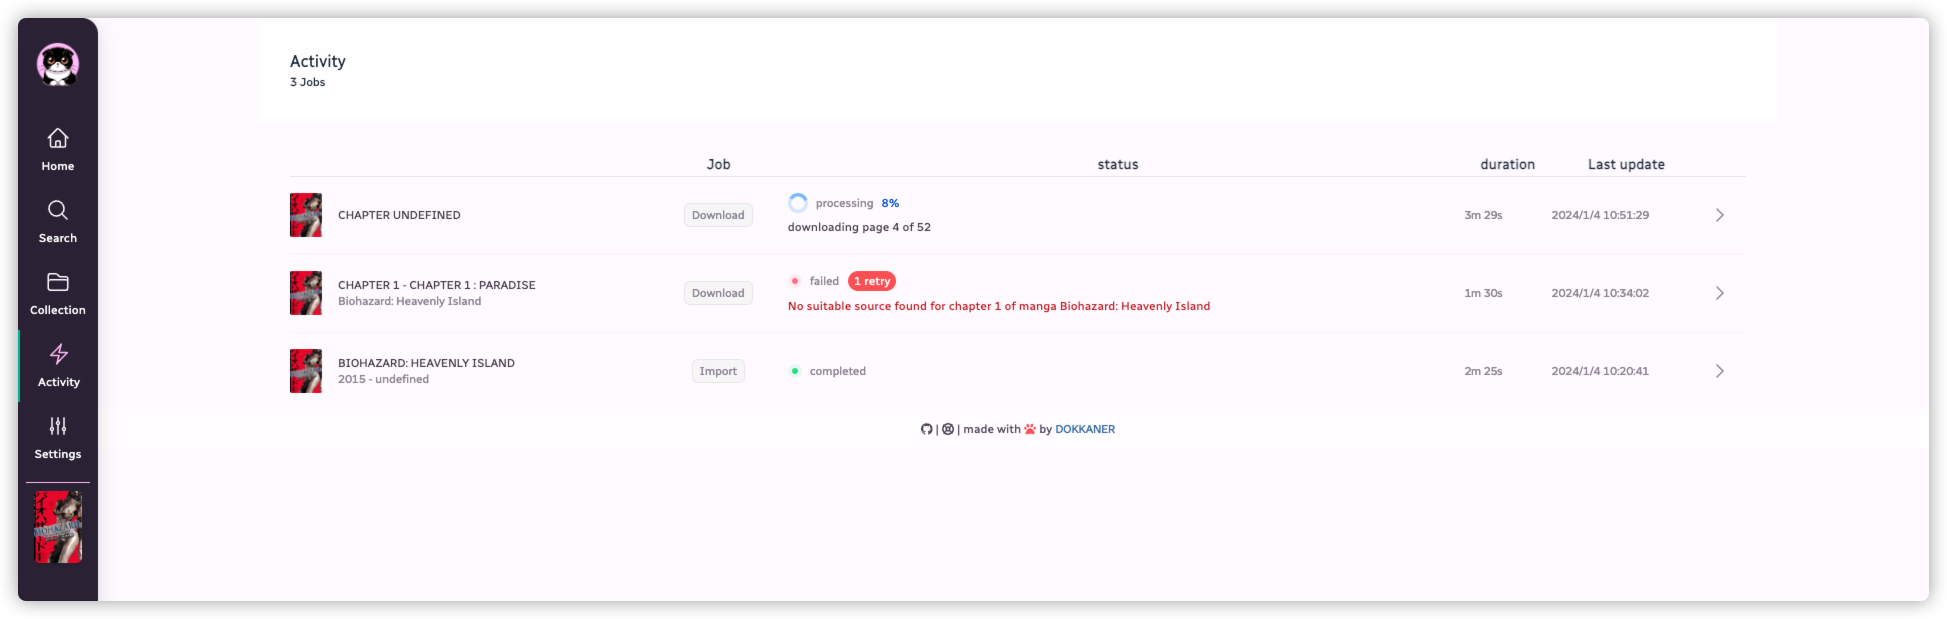 Activity
3 Jobs
Home
Search
Collection
Activity
Settings
Job status duration Last update
CHAPTER UNDEFINED
Download
processing 8%
downloading page 4 of 52
3m 29s
2024/1/4 10:51:29
CHAPTER 1 - CHAPTER 1 : PARADISE
Biohazard: Heavenly Island
Download
failed 1 retry
No suitable source found for chapter 1 of manga Biohazard: Heavenly Island
1m 30s
2024/1/4 10:34:02
BIOHAZARD: HEAVENLY ISLAND
2015 - undefined
Import
completed
2m 25s
2024/1/4 10:20:41
| | made with by DOKKANER